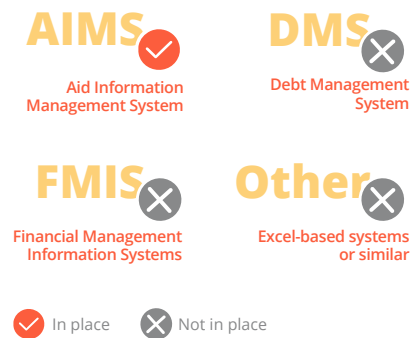 AIMS
Aid Information
Management System
DMS
Debt Management
System
FMIS
Financial Management
Information Systems
Other
Excel-based systems
or similar
In place
Not in place